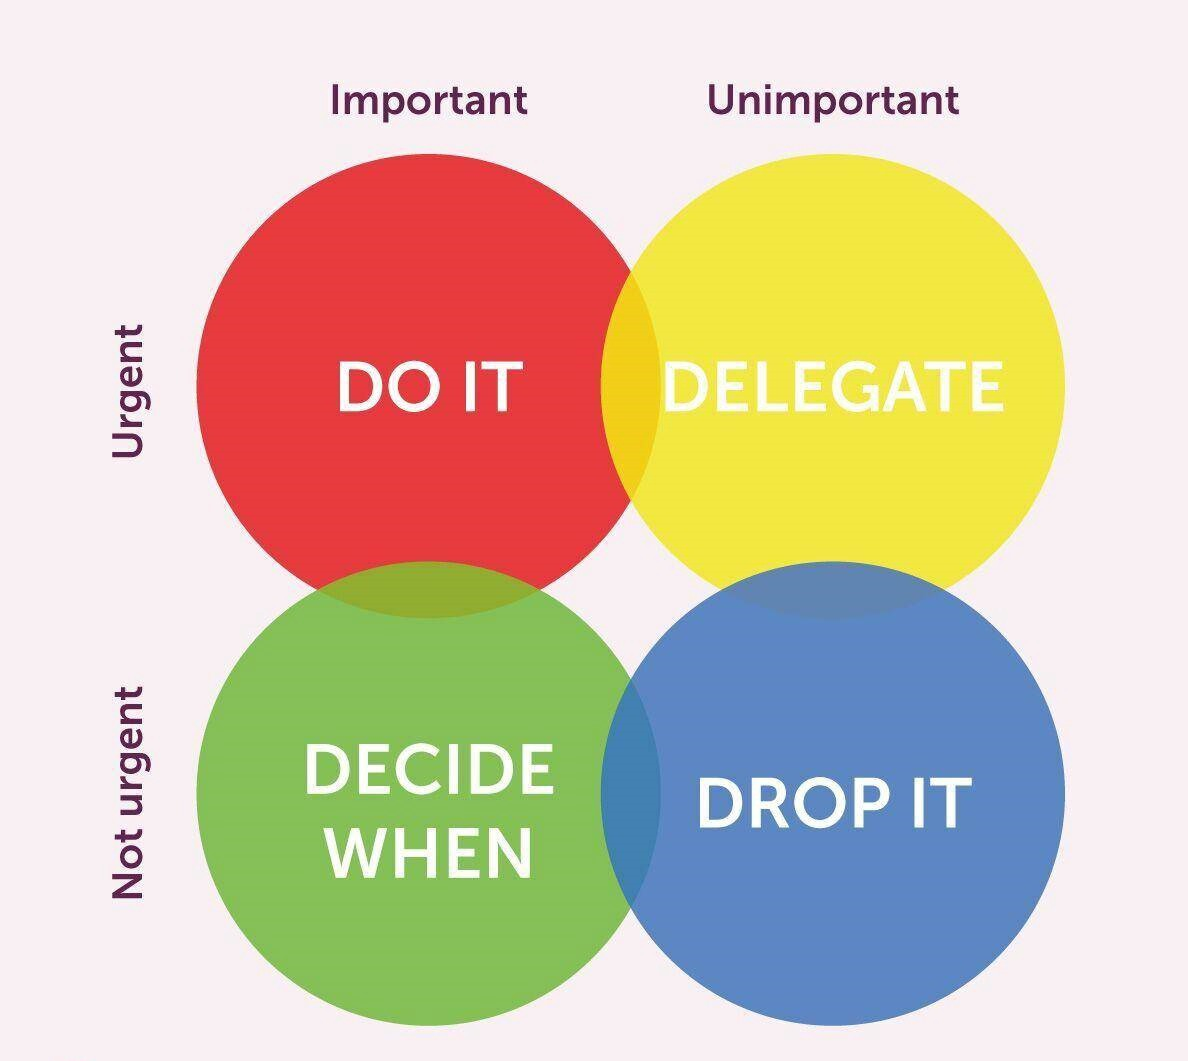 Important
Unimportant
Urgent
DO IT
DELEGATE
Not urgent
DECIDE
WHEN
DROP IT